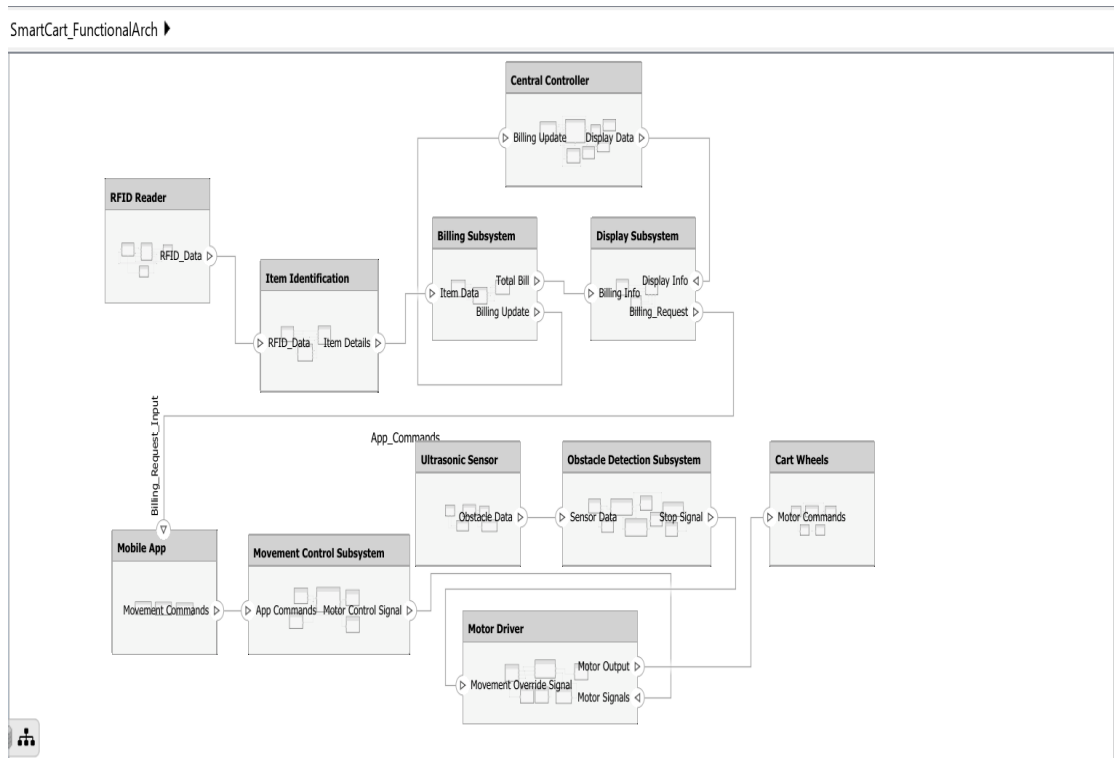 SmartCart_FunctionalArch
Central Controller
Billing Update
Display Data
RFID Reader
RFID_Data
Item Identification
RFID_Data
Item Details
Billing Subsystem
Total Bill
Item Data
Billing Update
Display Subsystem
Display Info
Billing Info
Billing_Request
Billing_Request_Input
App_Commands
Ultrasonic Sensor
Obstacle Data
Obstacle Detection Subsystem
Sensor Data
Stop Signal
Cart Wheels
Motor Commands
Mobile App
Movement Commands
Movement Control Subsystem
App Commands
Motor Control Signal
Motor Driver
Motor Output
Movement Override Signal
Motor Signals